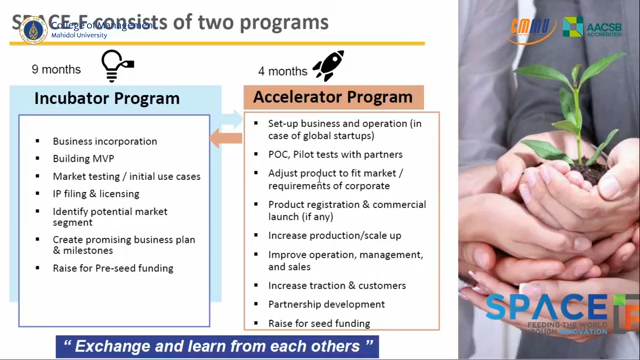 SPACE-F consists of two programs
College of Management
Mahidol University
CMMU
AACSB
ACCREDITED
9 months
Incubator Program
Business incorporation
Building MVP
Market testing / initial use cases
IP filing & licensing
Identify potential market
segment
Create promising business plan
& milestones
Raise for Pre-seed funding
4 months
Accelerator Program
Set-up business and operation (in
case of global startups)
POC, Pilot tests with partners
Adjust product to fit market /
requirements of corporate
Product registration & commercial
launch (if any)
Increase production/scale up
Improve operation, management,
and sales
Increase traction & customers
Partnership development
Raise for seed funding
SPACE-F
FEEDING THE WORLD
THROUGH INNOVATION
“ Exchange and learn from each others ”